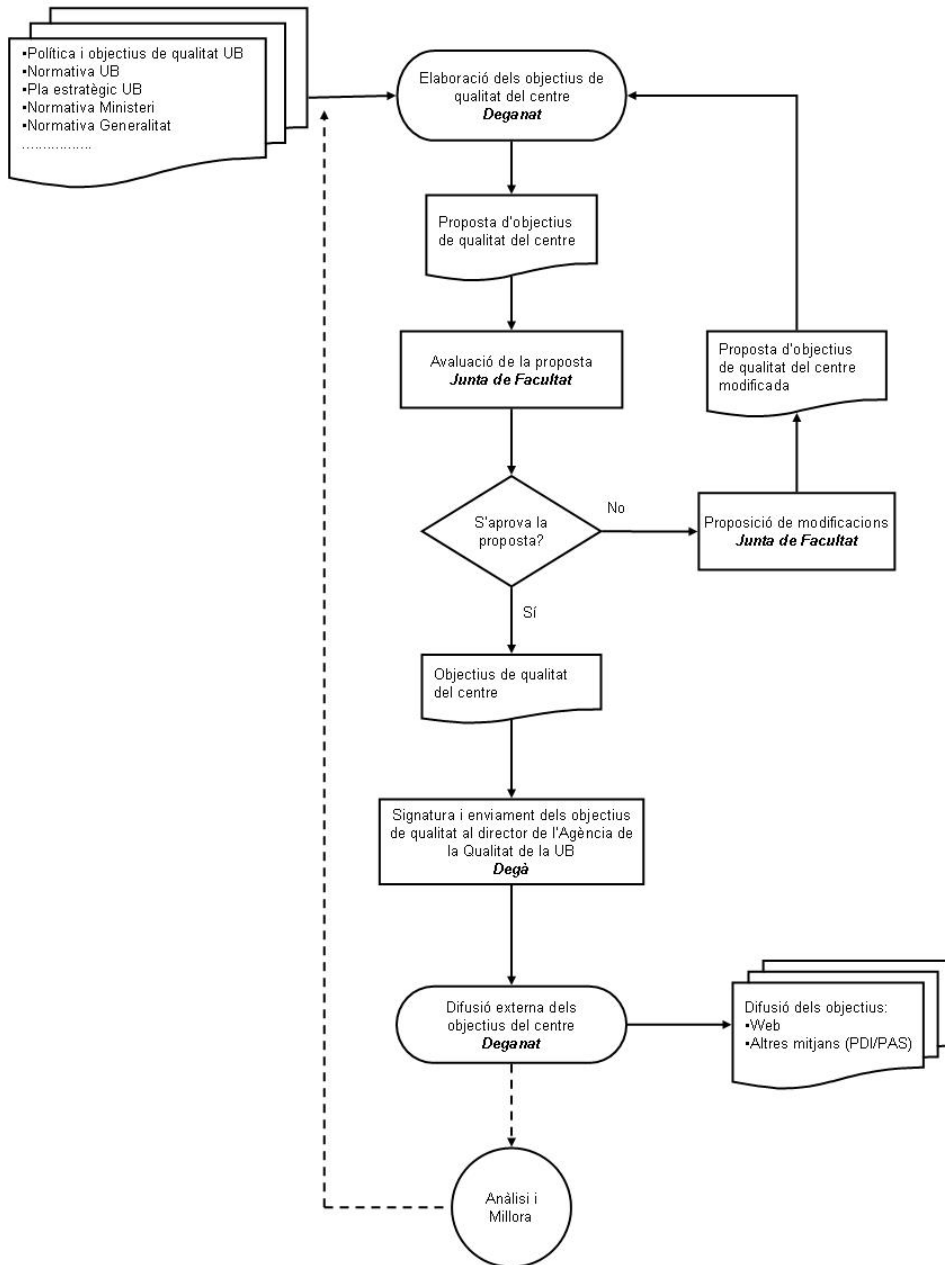 ▪Política i objectius de qualitat UB
▪Normativa UB
▪Pla estratègic UB
▪Normativa Ministeri
▪Normativa Generalitat
.................
Elaboració dels objectius de
qualitat del centre
Deganat
Proposta d'objectius
de qualitat del centre
Avaluació de la proposta
Junta de Facultat
Proposta d'objectius
de qualitat del centre
modificada
S'aprova la
proposta?
No
Proposició de modificacions
Junta de Facultat
Sí
Objectius de qualitat
del centre
Signatura i enviament dels objectius
de qualitat al director de l'Agència de
la Qualitat de la UB
Degà
Difusió externa dels
objectius del centre
Deganat
Difusió dels objectius:
▪Web
▪Altres mitjans (PDI/PAS)
Anàlisi i
Millora